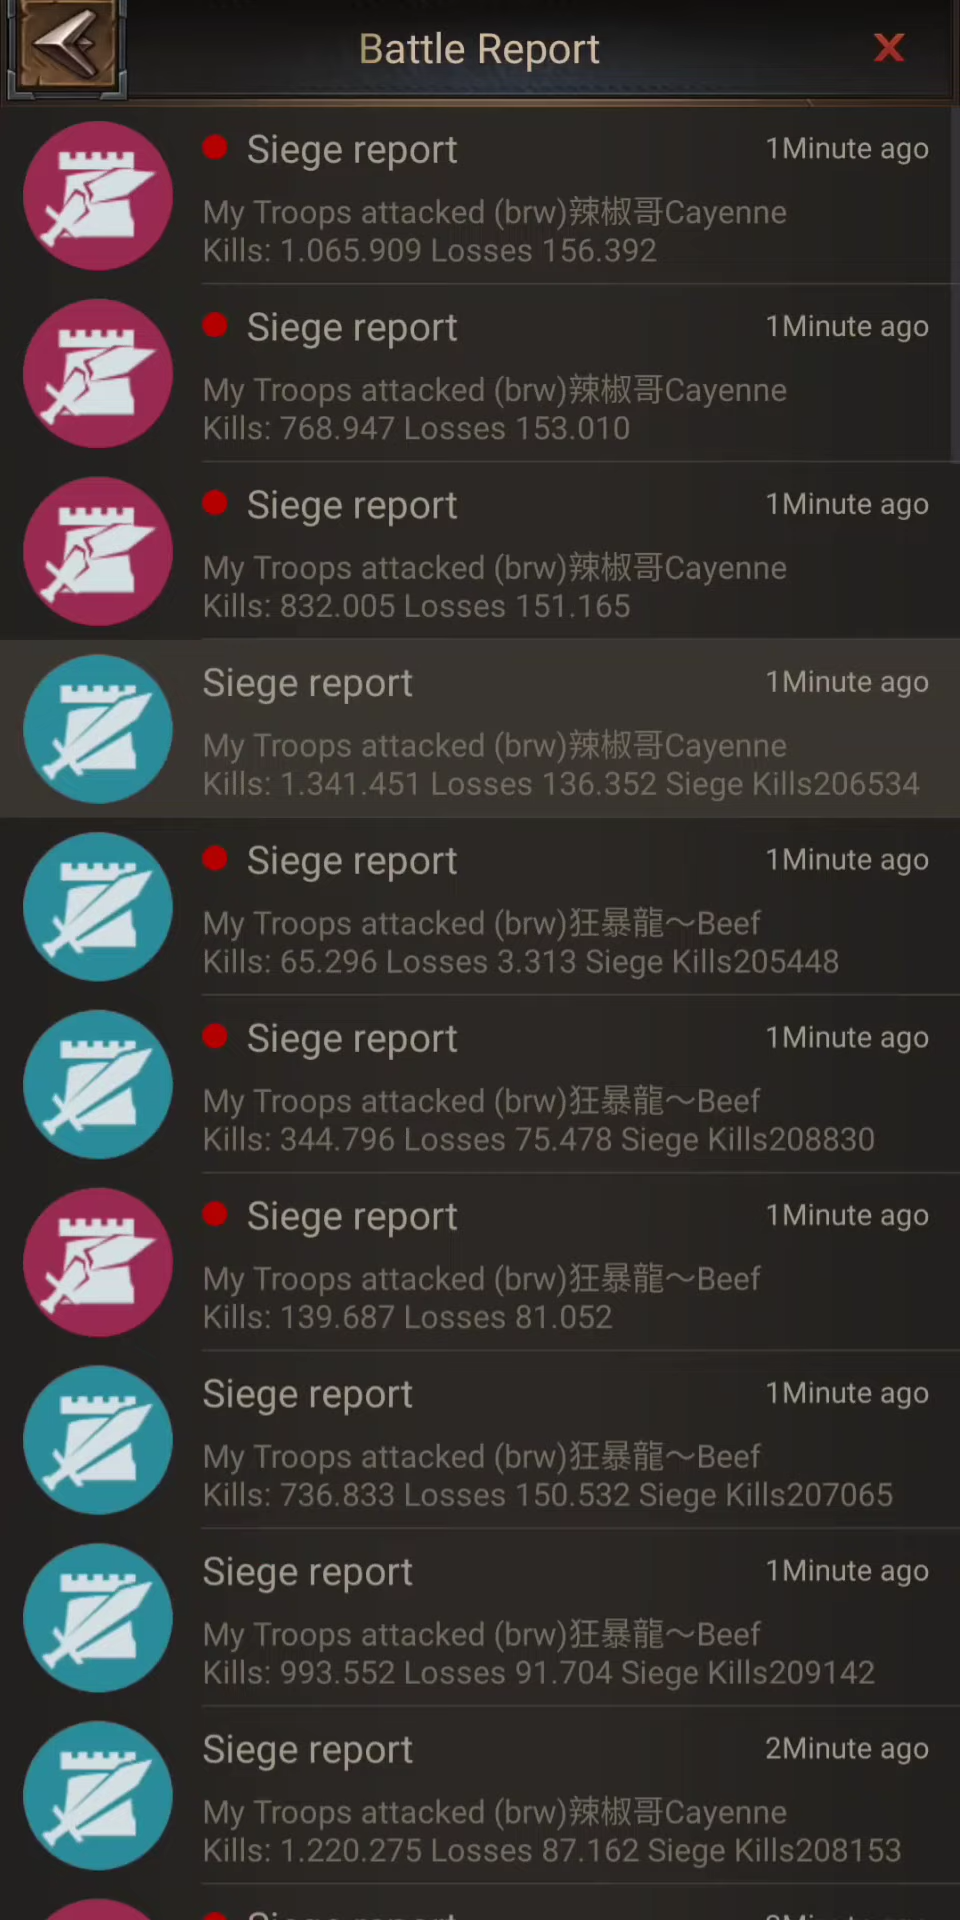 Battle Report
X
Siege report
1Minute ago
My Troops attacked (brw)辣椒哥Cayenne
Kills: 1.065.909 Losses 156.392
Siege report
1Minute ago
My Troops attacked (brw)辣椒哥Cayenne
Kills: 768.947 Losses 153.010
Siege report
1Minute ago
My Troops attacked (brw)辣椒哥Cayenne
Kills: 832.005 Losses 151.165
Siege report
1Minute ago
My Troops attacked (brw)辣椒哥Cayenne
Kills: 1.341.451 Losses 136.352 Siege Kills206534
Siege report
1Minute ago
My Troops attacked (brw)狂暴龍～Beef
Kills: 65.296 Losses 3.313 Siege Kills205448
Siege report
1Minute ago
My Troops attacked (brw)狂暴龍～Beef
Kills: 344.796 Losses 75.478 Siege Kills208830
Siege report
1Minute ago
My Troops attacked (brw)狂暴龍～Beef
Kills: 139.687 Losses 81.052
Siege report
1Minute ago
My Troops attacked (brw)狂暴龍～Beef
Kills: 736.833 Losses 150.532 Siege Kills207065
Siege report
1Minute ago
My Troops attacked (brw)狂暴龍～Beef
Kills: 993.552 Losses 91.704 Siege Kills209142
Siege report
2Minute ago
My Troops attacked (brw)辣椒哥Cayenne
Kills: 1.220.275 Losses 87.162 Siege Kills208153